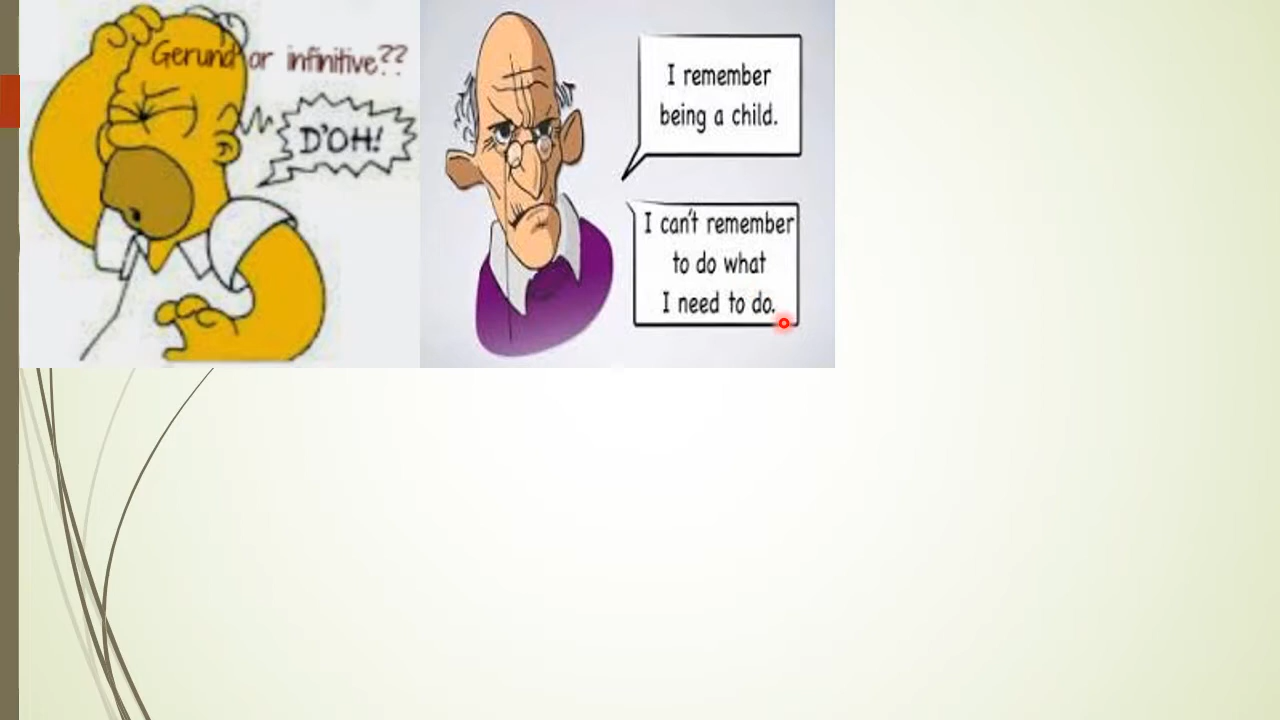 Gerund or infinitive??
D'OH!
I remember
being a child.
I can't remember
to do what
I need to do.